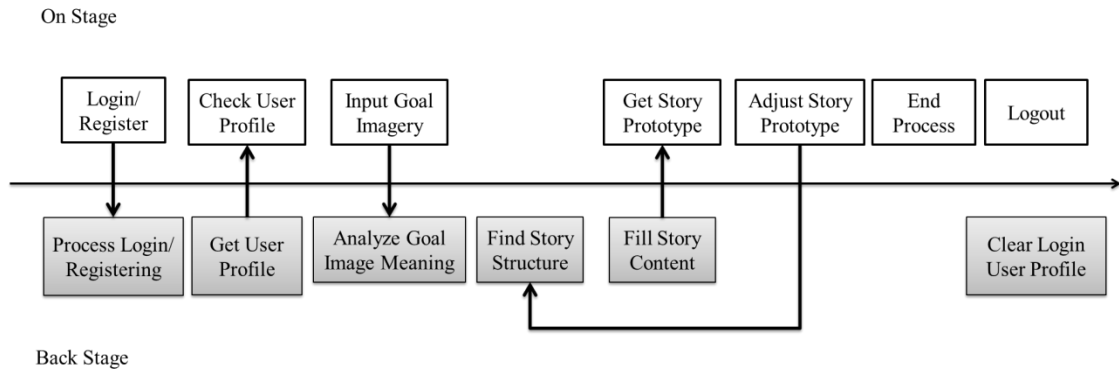 On Stage
Login/
Register
Check User
Profile
Input Goal
Imagery
Get Story
Prototype
Adjust Story
Prototype
End
Process
Logout
Process Login/
Registering
Get User
Profile
Analyze Goal
Image Meaning
Find Story
Structure
Fill Story
Content
Clear Login
User Profile
Back Stage